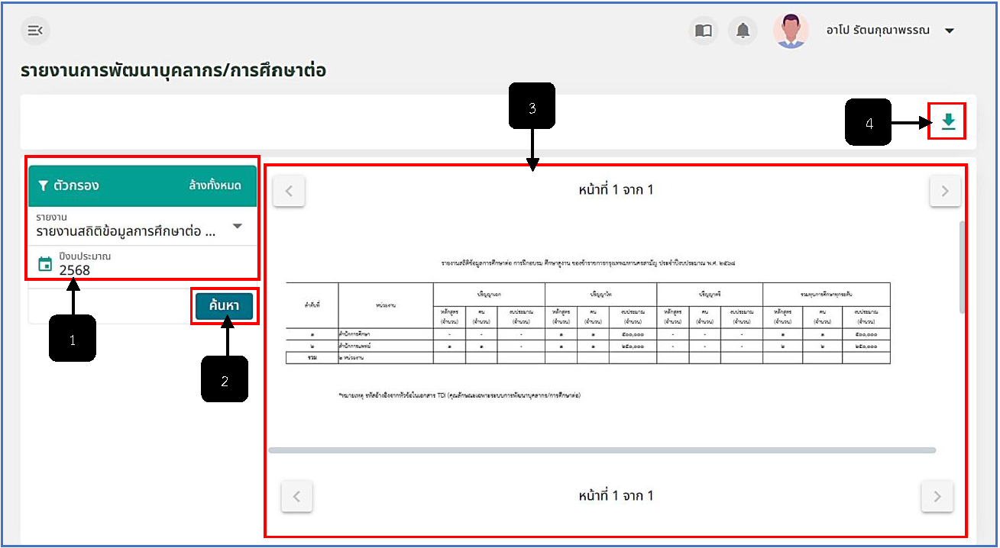 อาโป รัตนกุณาพรรณ
รายงานการพัฒนาบุคลากร/การศึกษาต่อ
3
4
ตัวกรอง ล้างทั้งหมด
รายงาน
รายงานสถิติข้อมูลการศึกษาต่อ ...
ปีงบประมาณ
2568
ค้นหา
1
2
หน้าที่ 1 จาก 1
รายงานสถิติข้อมูลการศึกษาต่อ การฝึกอบรม ศึกษาดูงาน ของข้าราชการกรุงเทพมหานครสามัญ ประจำปีงบประมาณ พ.ศ. ๒๕๖๘
ลำดับที่ หน่วยงาน ปริญญาเอก ปริญญาโท ปริญญาตรี รวมทุนการศึกษาทุกระดับ
หลักสูตร คน งบประมาณ หลักสูตร คน งบประมาณ หลักสูตร คน งบประมาณ หลักสูตร คน งบประมาณ
(จำนวน) (จำนวน) (จำนวน) (จำนวน) (จำนวน) (จำนวน) (จำนวน) (จำนวน) (จำนวน) (จำนวน) (จำนวน) (จำนวน)
๑ สำนักการศึกษา - - - ๑ ๑ ๕๐๐,๐๐๐ - - - ๑ ๑ ๕๐๐,๐๐๐
๒ สำนักการแพทย์ ๑ ๑ - ๑ ๑ ๒๕๐,๐๐๐ - - - ๒ ๒ ๒๕๐,๐๐๐
รวม ๒ หน่วยงาน
*หมายเหตุ รหัสอ้างอิงจากหัวข้อในเอกสาร TDI (คุณลักษณะเฉพาะระบบการพัฒนาบุคลากร/การศึกษาต่อ)
หน้าที่ 1 จาก 1